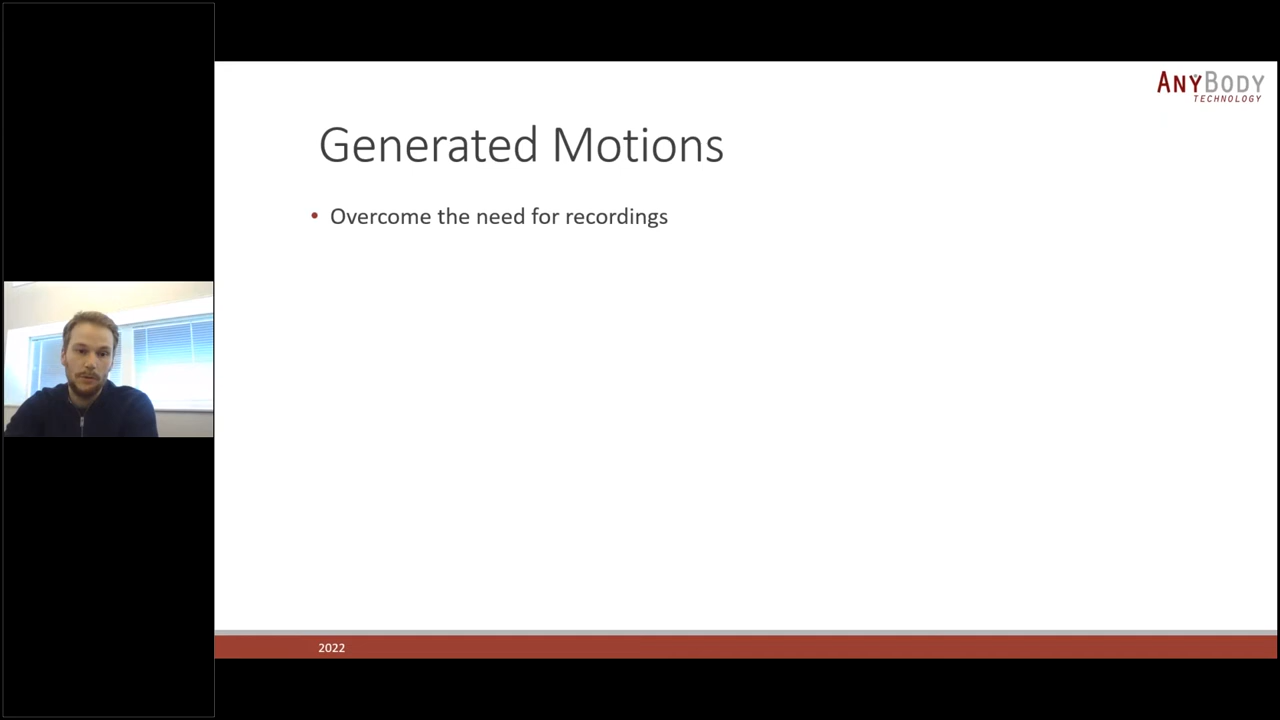 ANYBODY
TECHNOLOGY
Generated Motions
• Overcome the need for recordings
2022